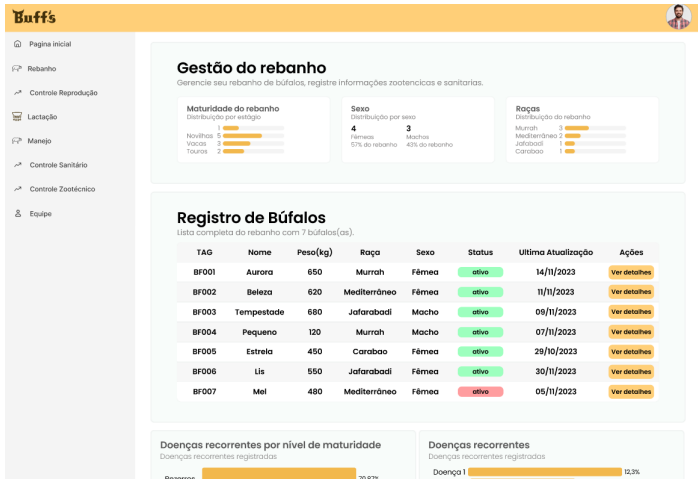 Buff's
Pagina inicial
Rebanho
Controle Reprodução
Lactação
Manejo
Controle Sanitário
Controle Zootécnico
Equipe
Gestão do rebanho
Gerencie seu rebanho de búfalos, registre informações zootencicas e sanitarias.
Maturidade do rebanho
Distribuição por estágio
1
Novilhas 5
Vacas 3
Touros 2
Sexo
Distribuição por sexo
4 3
Fêmeas Machos
57% do rebanho 43% do rebanho
Raças
Distribuição do rebanho
Murrah 3
Mediterrâneo 2
Jafabadi 1
Carabao 1
Registro de Búfalos
Lista completa do rebanho com 7 búfalos(as).
TAG Nome Peso(kg) Raça Sexo Status Ultima Atualização Ações
BF001 Aurora 650 Murrah Fêmea ativo 14/11/2023 Ver detalhes
BF002 Beleza 620 Mediterrâneo Fêmea ativo 11/11/2023 Ver detalhes
BF003 Tempestade 680 Jafarabadi Macho ativo 09/11/2023 Ver detalhes
BF004 Pequeno 120 Murrah Macho ativo 07/11/2023 Ver detalhes
BF005 Estrela 450 Carabao Fêmea ativo 29/10/2023 Ver detalhes
BF006 Lis 550 Jafarabadi Fêmea ativo 30/11/2023 Ver detalhes
BF007 Mel 480 Mediterrâneo Fêmea ativo 05/11/2023 Ver detalhes
Doenças recorrentes por nível de maturidade
Doenças recorrentes registradas
Bezerros 70,87%
Doenças recorrentes
Doenças recorrentes registradas
Doença 1 12,3%